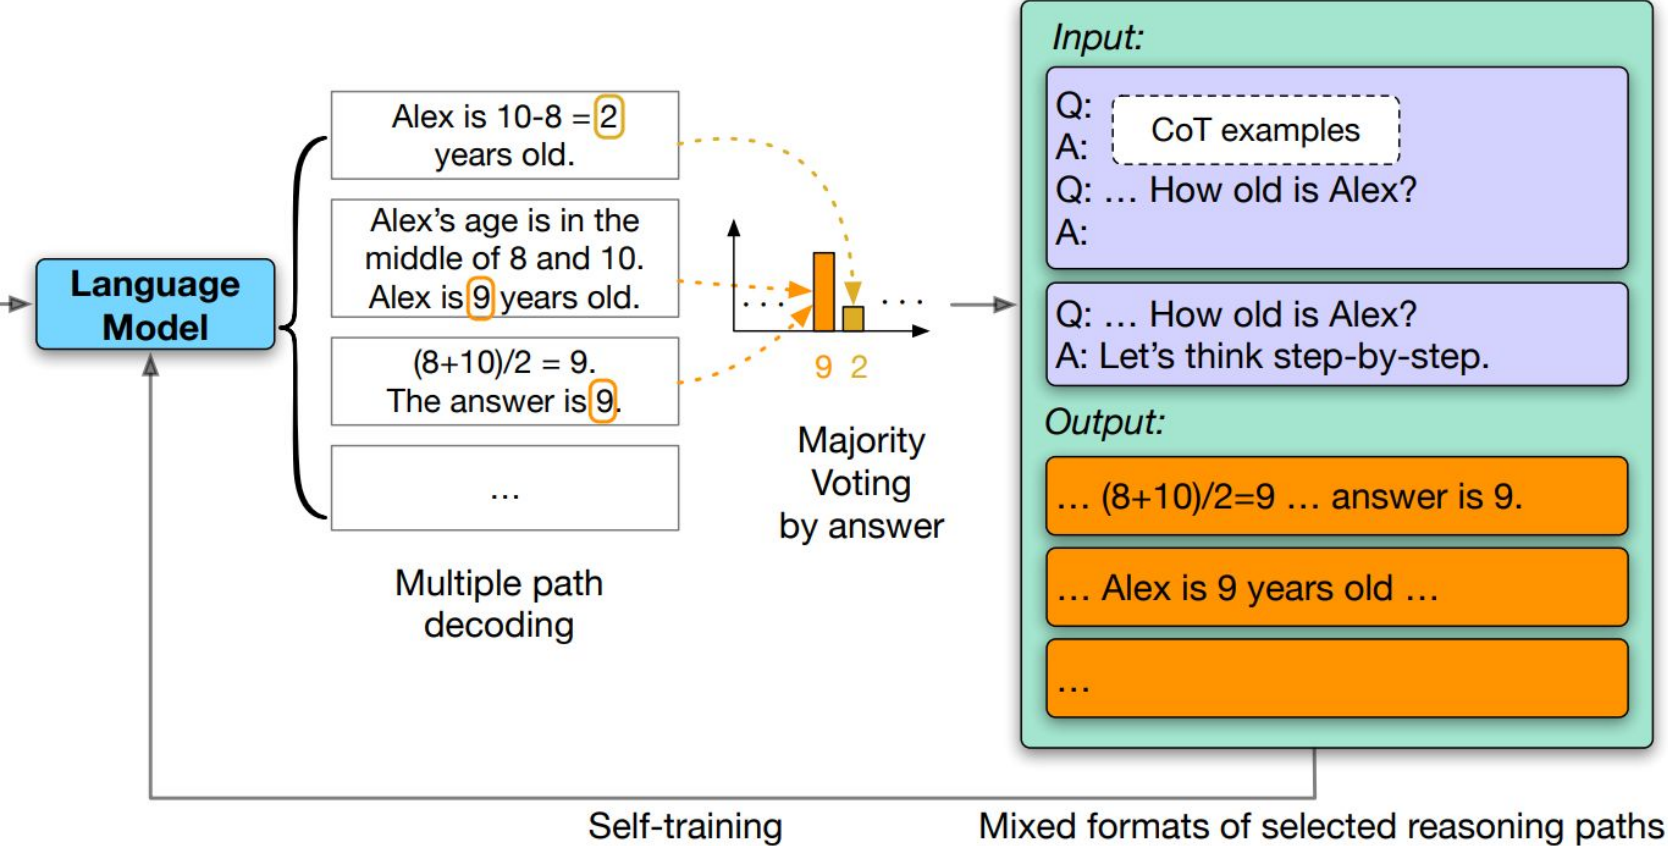 Language
Model
Alex is 10-8 = 2
years old.
Alex’s age is in the
middle of 8 and 10.
Alex is 9 years old.
(8+10)/2 = 9.
The answer is 9.
...
Multiple path
decoding
...
...
9 2
Majority
Voting
by answer
Input:
Q:
A:
CoT examples
Q: ... How old is Alex?
A:
Q: ... How old is Alex?
A: Let’s think step-by-step.
Output:
... (8+10)/2=9 ... answer is 9.
... Alex is 9 years old ...
...
Self-training
Mixed formats of selected reasoning paths